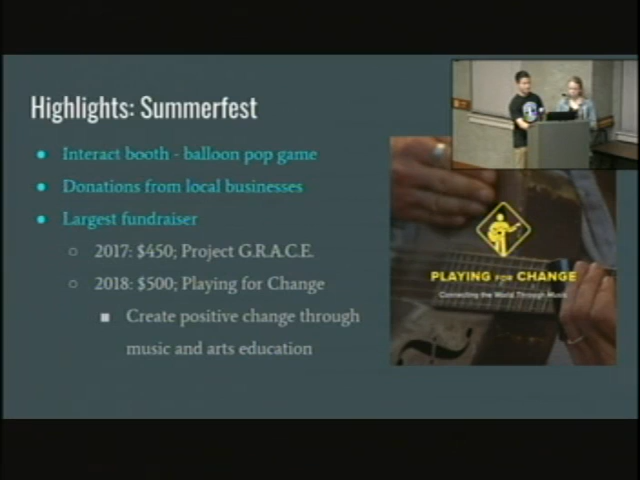 Highlights: Summerfest
Interact booth - balloon pop game
Donations from local businesses
Largest fundraiser
2017: $450; Project G.R.A.C.E.
2018: $500; Playing for Change
Create positive change through
music and arts education
PLAYING FOR CHANGE
Connecting the World Through Music